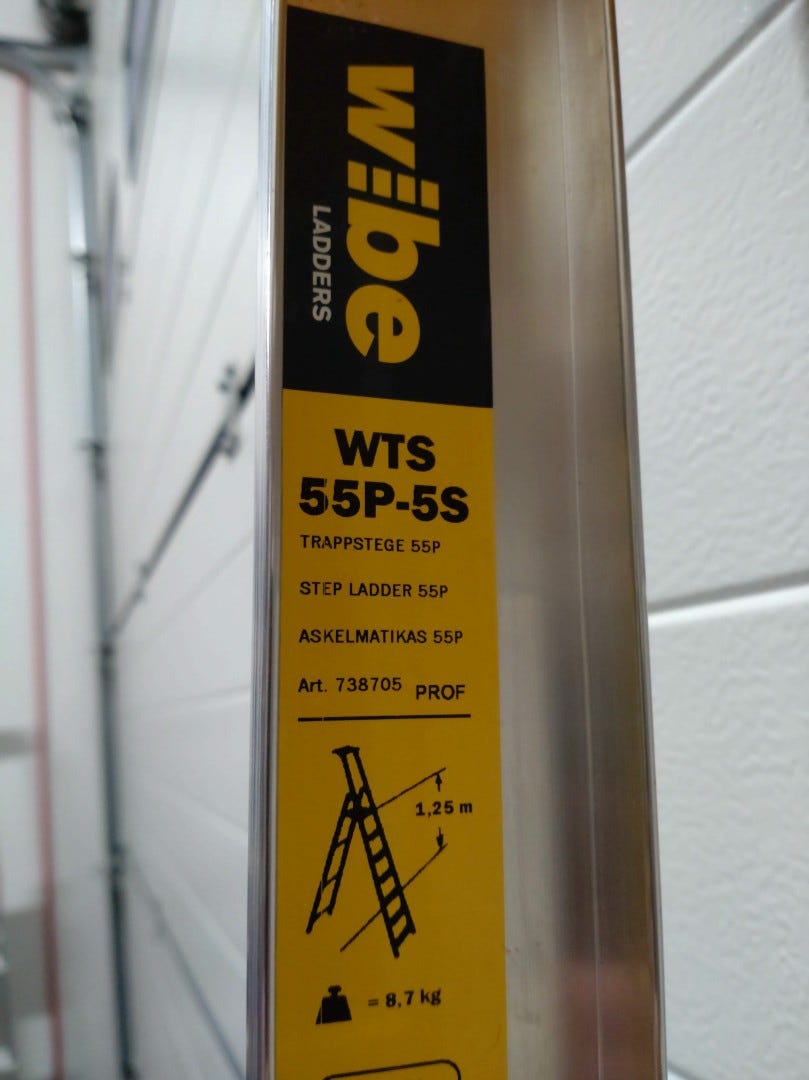 wibe
LADDERS
WTS
55P-5S
TRAPPSTEGE 55P
STEP LADDER 55P
ASKELMATIKAS 55P
Art. 738705 PROF
1,25 m
= 8,7 kg